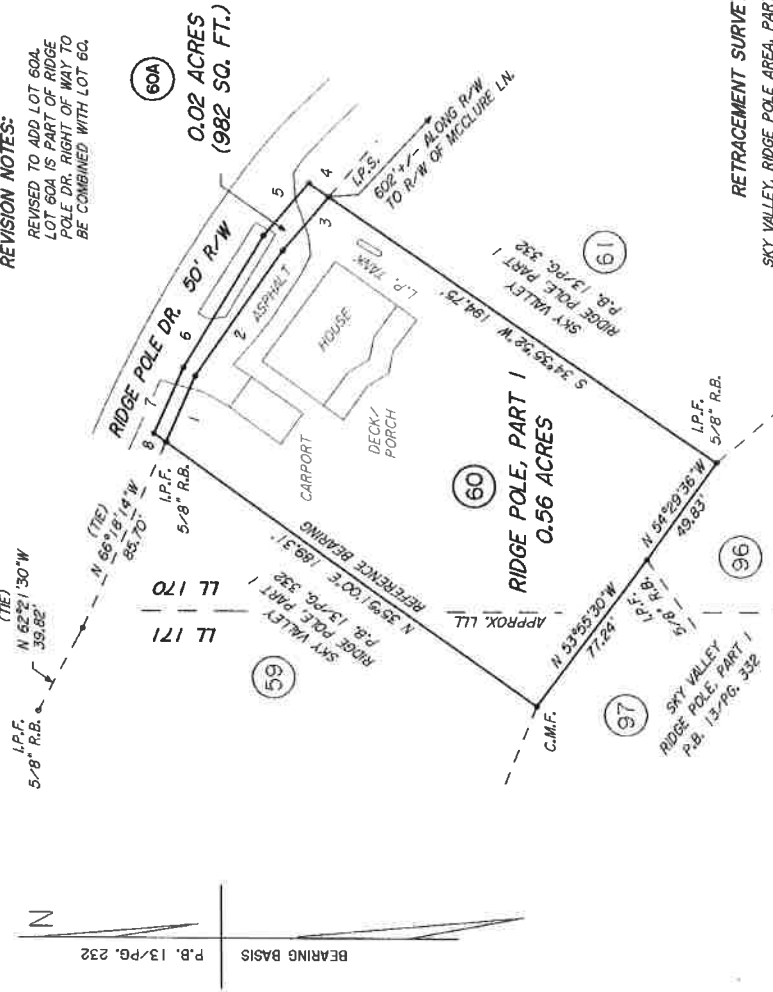 REVISION NOTES:
REVISED TO ADD LOT 60A.
LOT 60A IS PART OF RIDGE
POLE DR. RIGHT OF WAY TO
BE COMBINED WITH LOT 60.
60A
0.02 ACRES
(982 SQ. FT.)
(TIE)
N 62°21'30"W
39.82'
I.P.F.
5/8" R.B.
(TIE)
N 66°18'14"W
85.70'
RIDGE POLE DR. 50' R/W
8
7
6
5
4
1
2
3
I.P.F.
5/8" R.B.
ASPHALT
I.P.S.
602' +/- ALONG R/W
TO R/W OF MCCLURE LN.
HOUSE
L.P. TANK
CARPORT
DECK/
PORCH
LL 171
LL 170
59
SKY VALLEY
RIDGE POLE, PART 1
P.B. 13/PG. 332
N 35°51'00"E 189.31'
REFERENCE BEARING
60
RIDGE POLE, PART 1
0.56 ACRES
S 34°35'52"W 194.75'
SKY VALLEY
RIDGE POLE, PART 1
P.B. 13/PG. 332
61
APPROX. LLL
C.M.F.
N 53°55'30"W
77.24'
I.P.F.
5/8" R.B.
N 54°29'36"W
49.83'
I.P.F.
5/8" R.B.
97
SKY VALLEY
RIDGE POLE, PART 1
P.B. 13/PG. 332
96
N
P.B. 13/PG. 232
BEARING BASIS
RETRACEMENT SURVE
SKY VALLEY, RIDGE POLE AREA, PAR